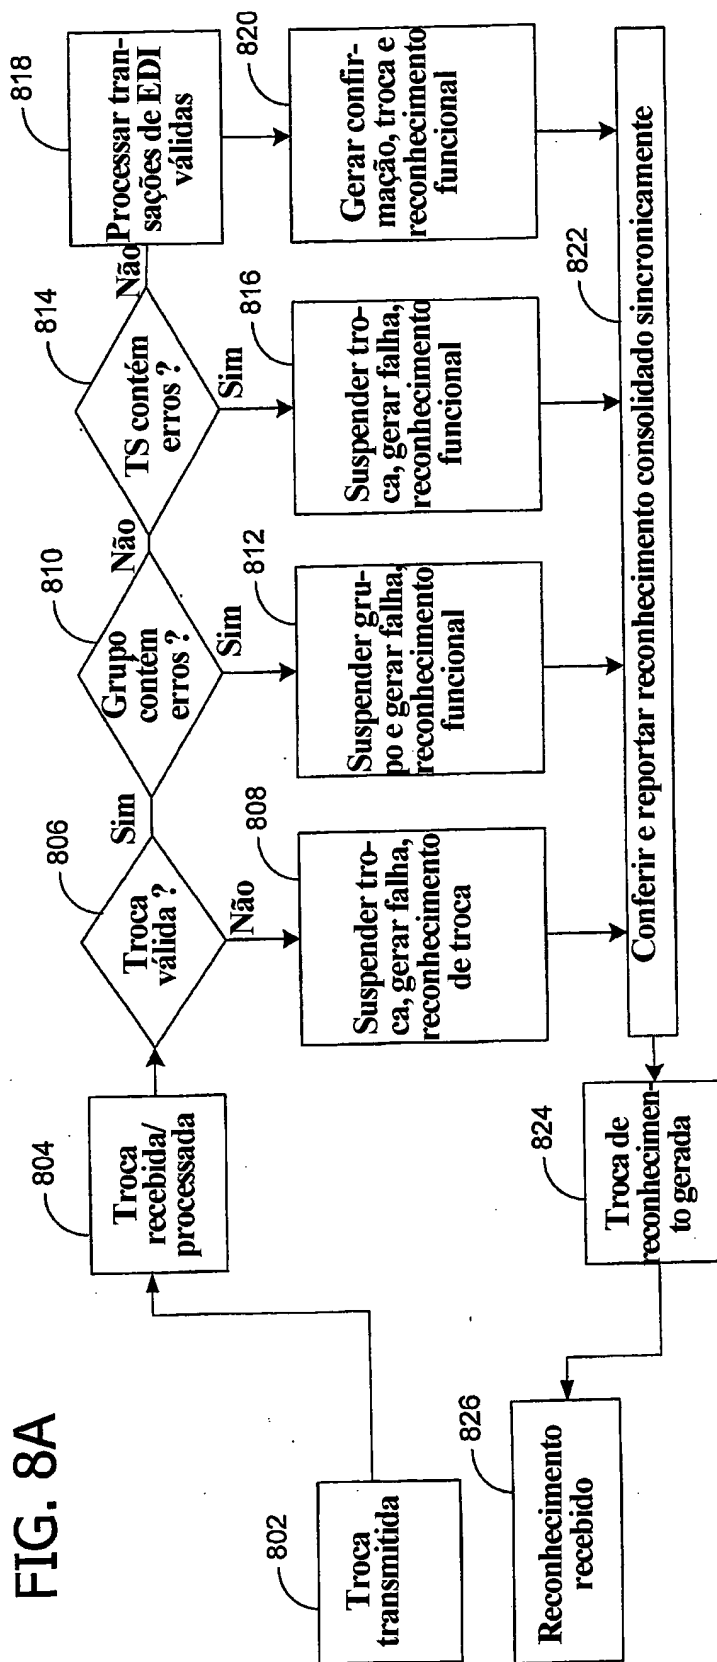 FIG. 8A
802
Troca
transmitida
804
Troca
recebida/
processada
806
Troca
válida ?
Sim
Não
808
Suspender tro-
ca, gerar falha,
reconhecimento
de troca
810
Grupo
contém
erros ?
Não
Sim
812
Suspender gru-
po e gerar falha,
reconhecimento
funcional
814
TS contém
erros ?
Não
Sim
816
Suspender tro-
ca, gerar falha,
reconhecimento
funcional
818
Processar tran-
sações de EDI
válidas
820
Gerar confir-
mação, troca e
reconhecimento
funcional
822
Conferir e reportar reconhecimento consolidado sincronicamente
824
Troca de
reconhecimen-
to gerada
826
Reconhecimento
recebido